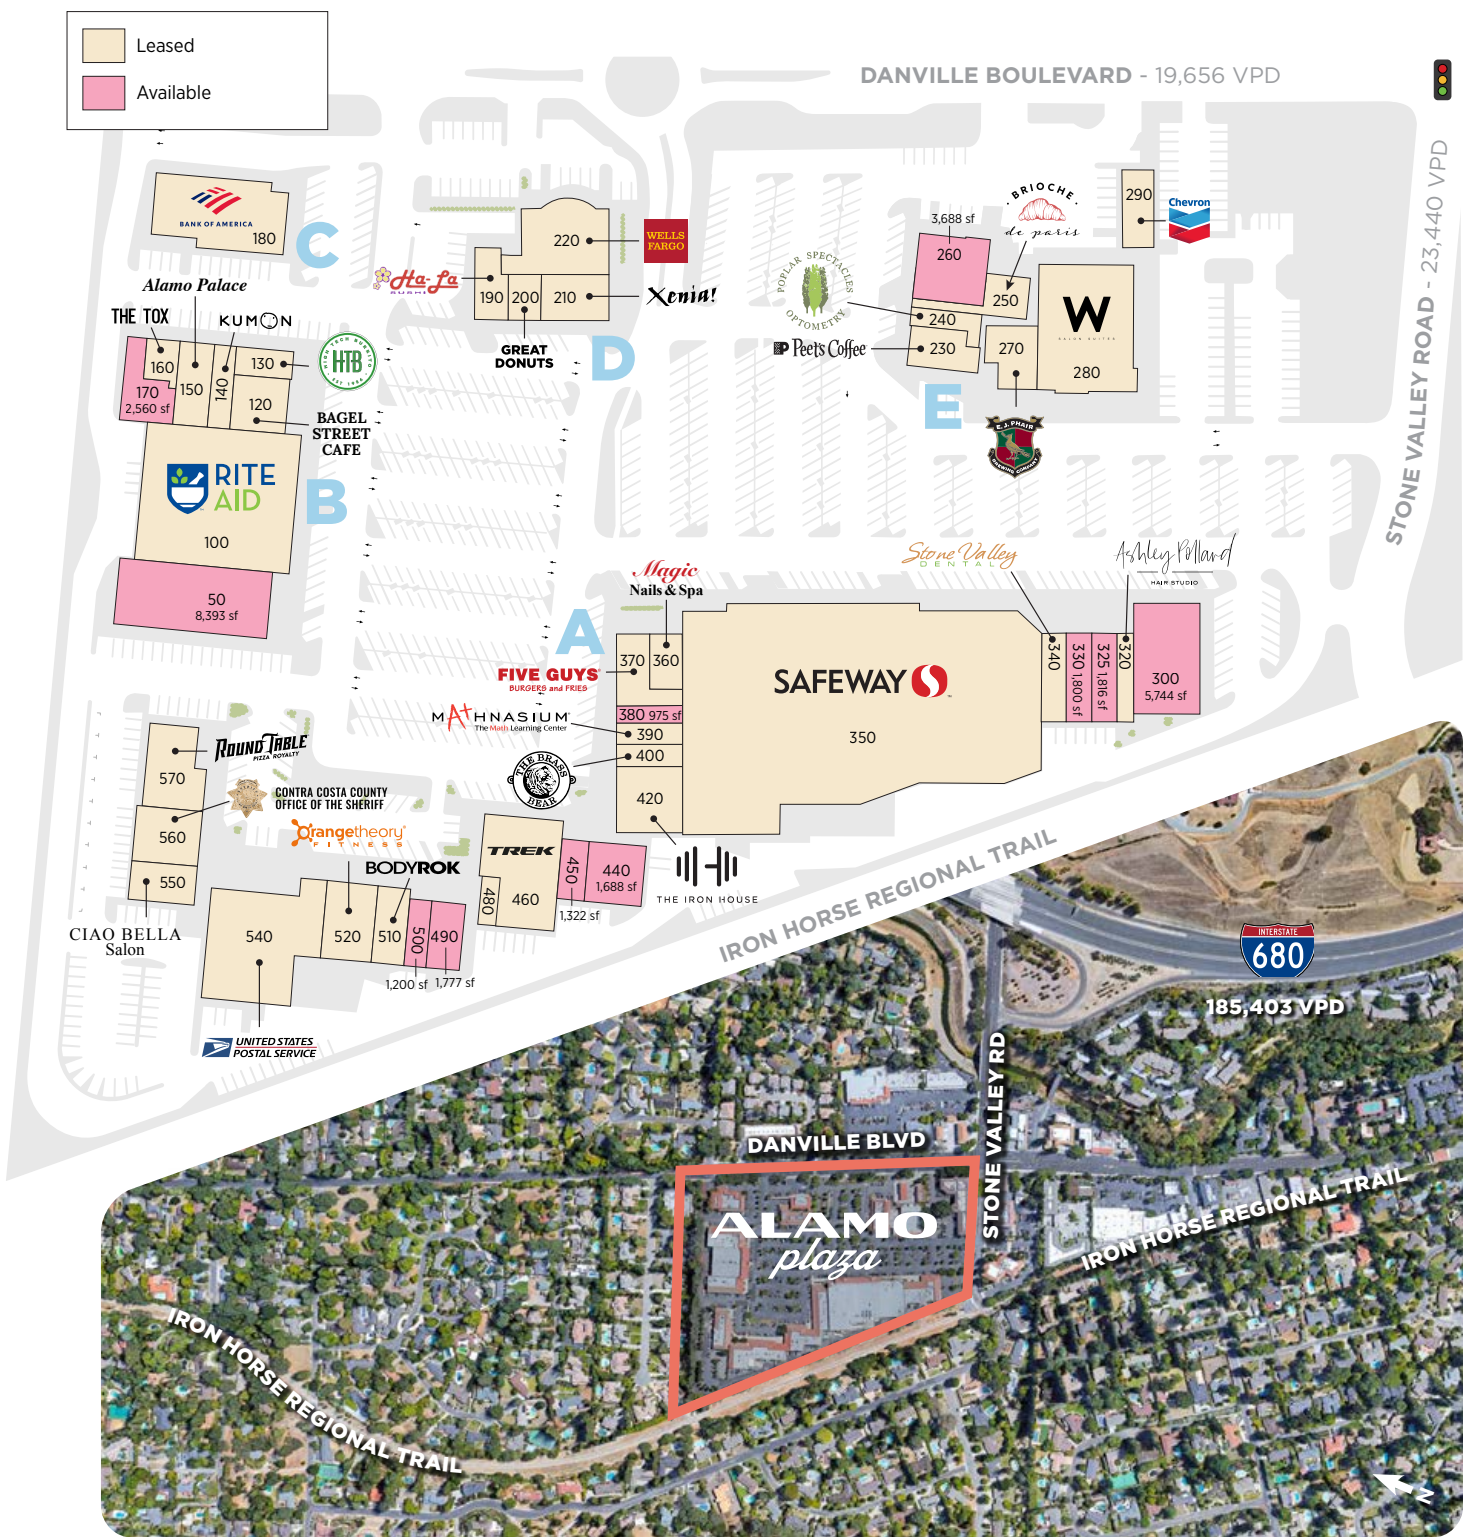 Leased
Available
DANVILLE BOULEVARD - 19,656 VPD
STONE VALLEY ROAD - 23,440 VPD
BANK OF AMERICA
180
C
220
WELLS
FARGO
Ha-La
SUSHI
190
200
210
Xenia!
GREAT
DONUTS
D
3,688 sf
260
BRIOCHE
de paris
290
Chevron
250
POPLAR SPECTACLES
OPTOMETRY
240
Peet's Coffee
230
270
W
SALON SUITES
280
E
E.J. PHAIR
BREWING COMPANY
Alamo Palace
THE TOX
KUMON
HIGH TECH BURRITO
HTB
EST 1986
160
150
140
130
170
2,560 sf
120
BAGEL
STREET
CAFE
RITE
AID
100
B
50
8,393 sf
A
Magic
Nails & Spa
370
360
FIVE GUYS
BURGERS and FRIES
380 975 sf
MATHNASIUM
The Math Learning Center
390
400
THE BRASS
BEAR
420
THE IRON HOUSE
SAFEWAY
350
Stone Valley
DENTAL
Ashley Pollard
HAIR STUDIO
340
330 1,800 sf
325 1,816 sf
320
300
5,744 sf
ROUND TABLE
PIZZA ROYALTY
570
CONTRA COSTA COUNTY
OFFICE OF THE SHERIFF
560
550
CIAO BELLA
Salon
Orangetheory
FITNESS
BODYROK
540
520
510
500
490
1,200 sf
1,777 sf
UNITED STATES
POSTAL SERVICE
TREK
480
460
450
1,322 sf
440
1,688 sf
IRON HORSE REGIONAL TRAIL
INTERSTATE
680
185,403 VPD
DANVILLE BLVD
STONE VALLEY RD
ALAMO
plaza
IRON HORSE REGIONAL TRAIL
IRON HORSE REGIONAL TRAIL
N